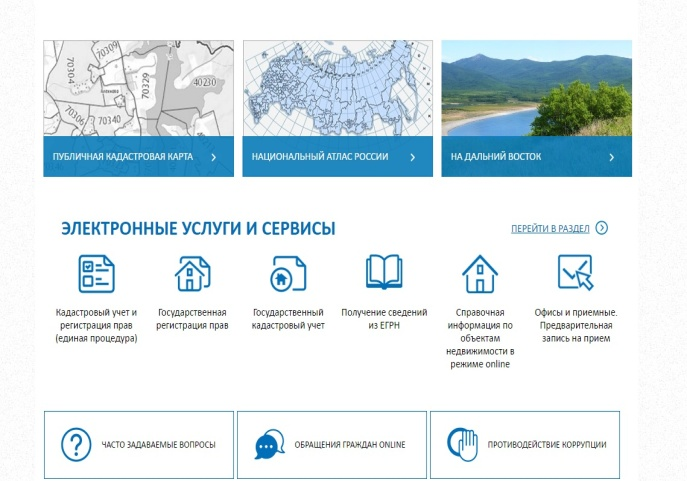 70309
70304
70329
40230
70306
70340
ПУБЛИЧНАЯ КАДАСТРОВАЯ КАРТА
НАЦИОНАЛЬНЫЙ АТЛАС РОССИИ
НА ДАЛЬНИЙ ВОСТОК
ЭЛЕКТРОННЫЕ УСЛУГИ И СЕРВИСЫ
ПЕРЕЙТИ В РАЗДЕЛ
Кадастровый учет и
регистрация прав
(единая процедура)
Государственная
регистрация прав
Государственный
кадастровый учет
Получение сведений
из ЕГРН
Справочная
информация по
объектам
недвижимости в
режиме online
Офисы и приемные.
Предварительная
запись на прием
ЧАСТО ЗАДАВАЕМЫЕ ВОПРОСЫ
ОБРАЩЕНИЯ ГРАЖДАН ONLINE
ПРОТИВОДЕЙСТВИЕ КОРРУПЦИИ